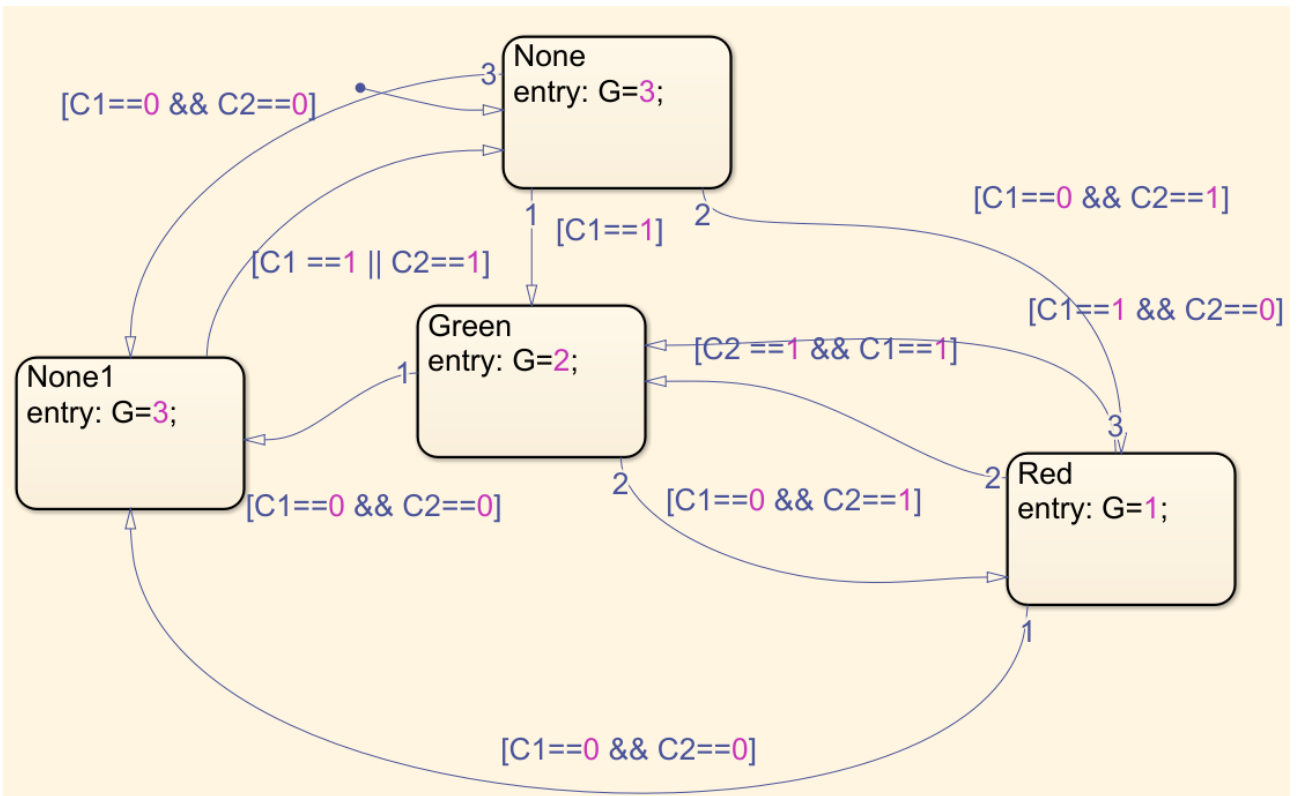 None
entry: G=3;
3
[C1==0 && C2==0]
[C1==0 && C2==1]
1
2
[C1==1]
[C1 ==1 || C2==1]
[C1==1 && C2==0]
Green
entry: G=2;
[C2 ==1 && C1==1]
1
None1
entry: G=3;
3
2
Red
entry: G=1;
2
[C1==0 && C2==1]
[C1==0 && C2==0]
1
[C1==0 && C2==0]